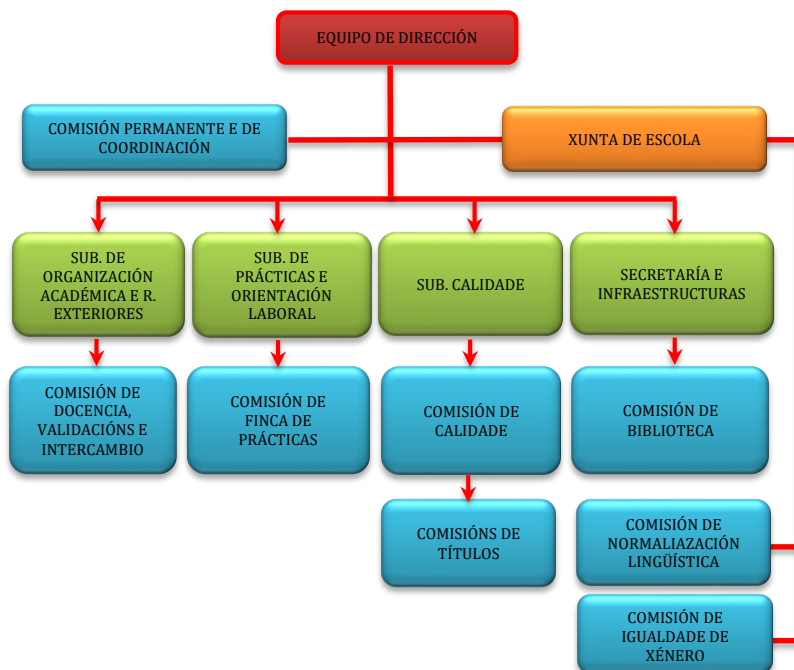 EQUIPO DE DIRECCIÓN
COMISIÓN PERMANENTE E DE
COORDINACIÓN
XUNTA DE ESCOLA
SUB. DE
ORGANIZACIÓN
ACADÉMICA E R.
EXTERIORES
SUB. DE
PRÁCTICAS E
ORIENTACIÓN
LABORAL
SUB. CALIDADE
SECRETARÍA E
INFRAESTRUCTURAS
COMISIÓN DE
DOCENCIA,
VALIDACIÓNS E
INTERCAMBIO
COMISIÓN DE
FINCA DE
PRÁCTICAS
COMISIÓN DE
CALIDADE
COMISIÓN DE
BIBLIOTECA
COMISIÓNS DE
TÍTULOS
COMISIÓN DE
NORMALIAZACIÓN
LINGÜÍSTICA
COMISIÓN DE
IGUALDADE DE
XÉNERO